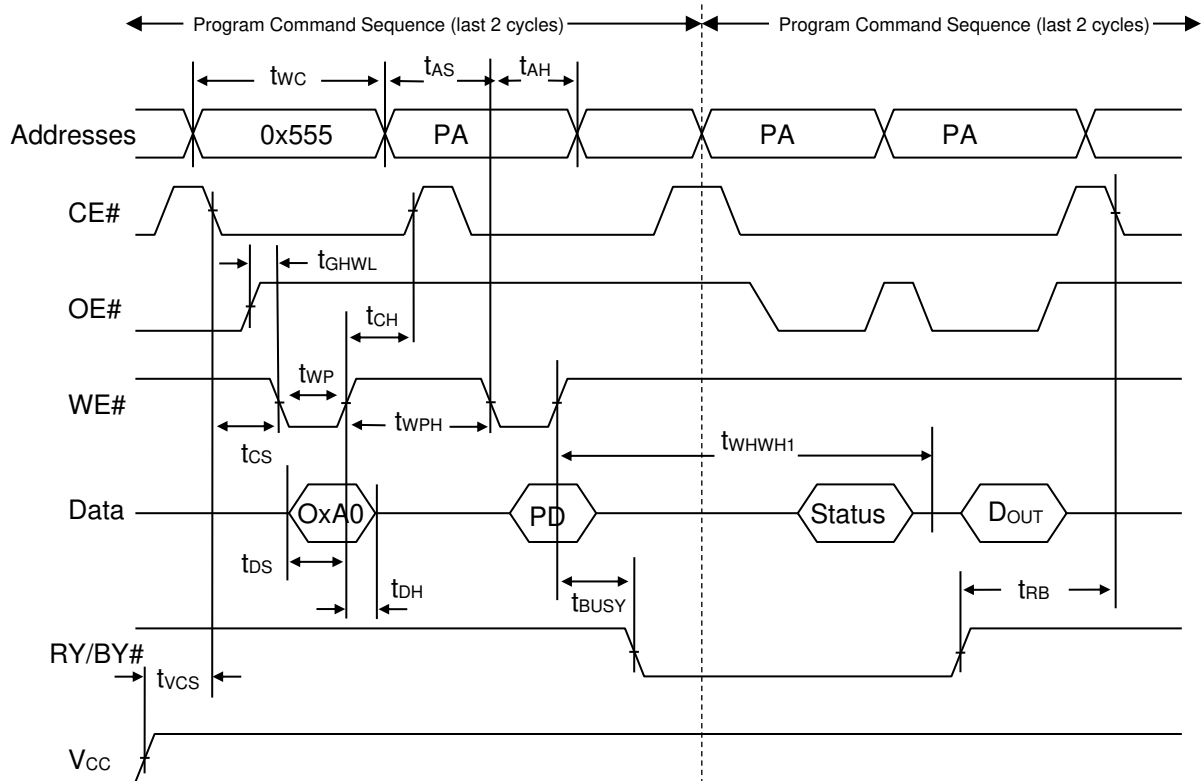 Program Command Sequence (last 2 cycles) Program Command Sequence (last 2 cycles)
tWC tAS tAH
Addresses 0x555 PA PA PA
CE#
tGHWL
OE#
tCH
tWP
WE#
tWPH
tCS tWHWH1
Data OxA0 PD Status DOUT
tDS tDH tBUSY tRB
RY/BY#
tVCS
VCC